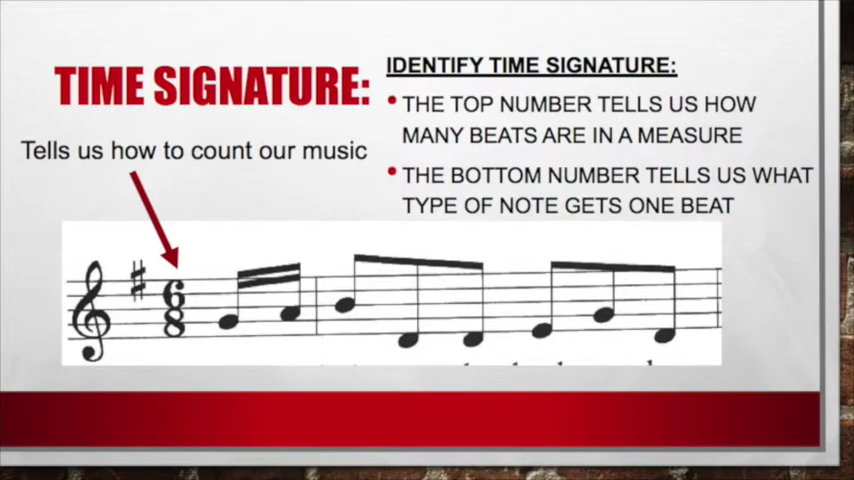 TIME SIGNATURE:
Tells us how to count our music
IDENTIFY TIME SIGNATURE:
• THE TOP NUMBER TELLS US HOW
MANY BEATS ARE IN A MEASURE
• THE BOTTOM NUMBER TELLS US WHAT
TYPE OF NOTE GETS ONE BEAT
6
8